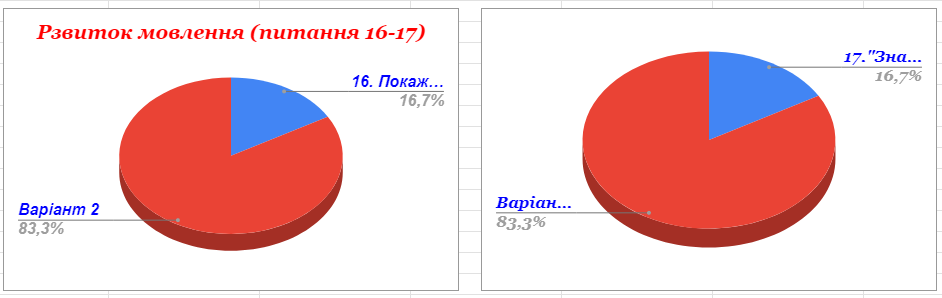 Рзвиток мовлення (питання 16-17)
16. Покаж...
16,7%
Варіант 2
83,3%
17."Зна...
16,7%
Варіан...
83,3%